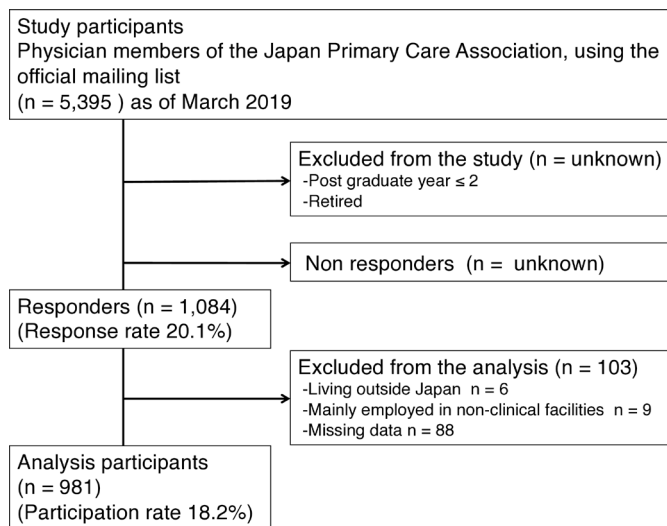 Study participants
Physician members of the Japan Primary Care Association, using the
official mailing list
(n = 5,395 ) as of March 2019
Excluded from the study (n = unknown)
-Post graduate year ≤ 2
-Retired
Non responders (n = unknown)
Responders (n = 1,084)
(Response rate 20.1%)
Excluded from the analysis (n = 103)
-Living outside Japan n = 6
-Mainly employed in non-clinical facilities n = 9
-Missing data n = 88
Analysis participants
(n = 981)
(Participation rate 18.2%)